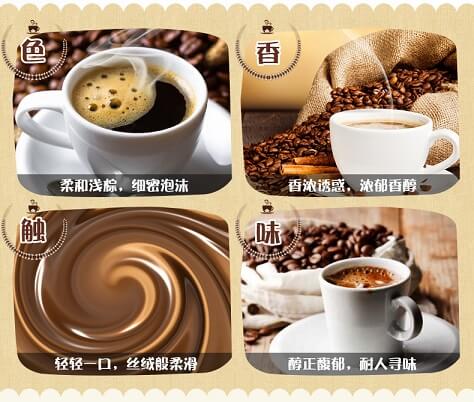 色
柔和浅棕，细密泡沫
香
香浓诱惑，浓郁香醇
触
轻轻一口，丝绒般柔滑
味
醇正馥郁，耐人寻味